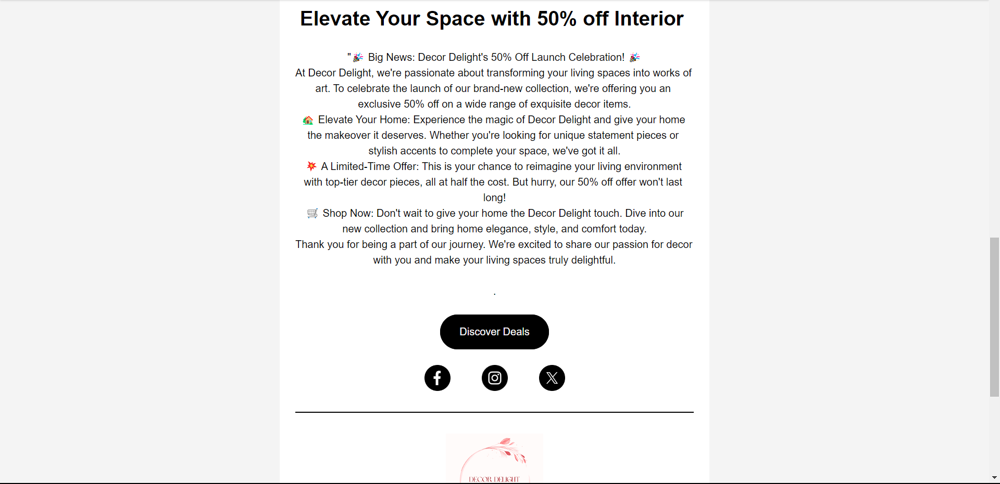 Elevate Your Space with 50% off Interior
"🎉 Big News: Decor Delight's 50% Off Launch Celebration! 🎉
At Decor Delight, we're passionate about transforming your living spaces into works of
art. To celebrate the launch of our brand-new collection, we're offering you an
exclusive 50% off on a wide range of exquisite decor items.
🏡 Elevate Your Home: Experience the magic of Decor Delight and give your home
the makeover it deserves. Whether you're looking for unique statement pieces or
stylish accents to complete your space, we've got it all.
💥 A Limited-Time Offer: This is your chance to reimagine your living environment
with top-tier decor pieces, all at half the cost. But hurry, our 50% off offer won't last
long!
🛒 Shop Now: Don't wait to give your home the Decor Delight touch. Dive into our
new collection and bring home elegance, style, and comfort today.
Thank you for being a part of our journey. We're excited to share our passion for decor
with you and make your living spaces truly delightful.
.
Discover Deals
DECOR DELIGHT